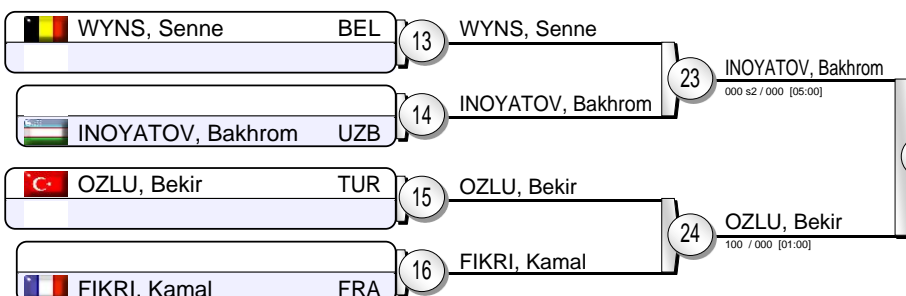 WYNS, Senne BEL
13
WYNS, Senne
14
INOYATOV, Bakhrom
INOYATOV, Bakhrom UZB
23
INOYATOV, Bakhrom
000 s2 / 000 [05:00]
OZLU, Bekir TUR
15
OZLU, Bekir
24
OZLU, Bekir
100 / 000 [01:00]
16
FIKRI, Kamal
FIKRI, Kamal FRA